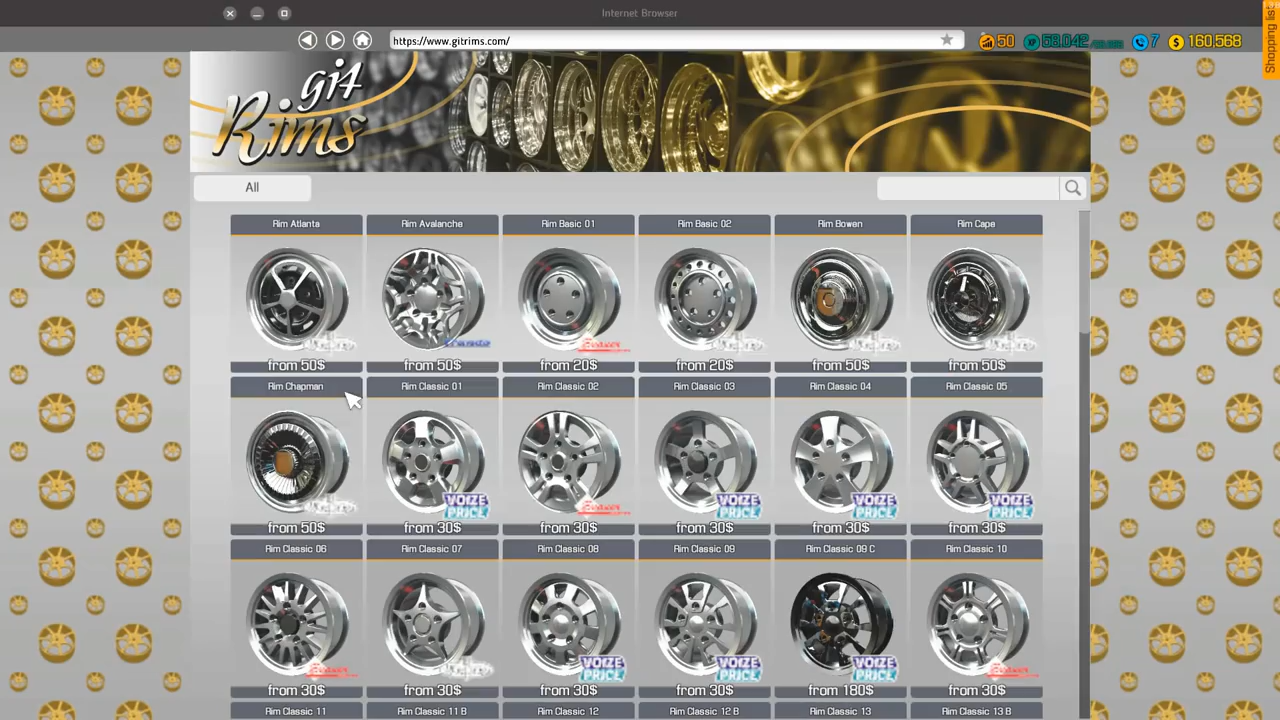 Internet Browser
https://www.gitrims.com/
50
7
160,568
Shopping list
gi4
Rims
All
Rim Atlanta
Rim Avalanche
Rim Basic 01
Rim Basic 02
Rim Bowen
Rim Cape
from 50$
from 50$
from 20$
from 20$
from 50$
from 50$
Rim Chapman
Rim Classic 01
Rim Classic 02
Rim Classic 03
Rim Classic 04
Rim Classic 05
VOIZE PRICE
VOIZE PRICE
VOIZE PRICE
VOIZE PRICE
from 50$
from 30$
from 30$
from 30$
from 30$
from 30$
Rim Classic 06
Rim Classic 07
Rim Classic 08
Rim Classic 09
Rim Classic 09 C
Rim Classic 10
VOIZE PRICE
VOIZE PRICE
VOIZE PRICE
from 30$
from 30$
from 30$
from 30$
from 180$
from 30$
Rim Classic 11
Rim Classic 11 B
Rim Classic 12
Rim Classic 12 B
Rim Classic 13
Rim Classic 13 B